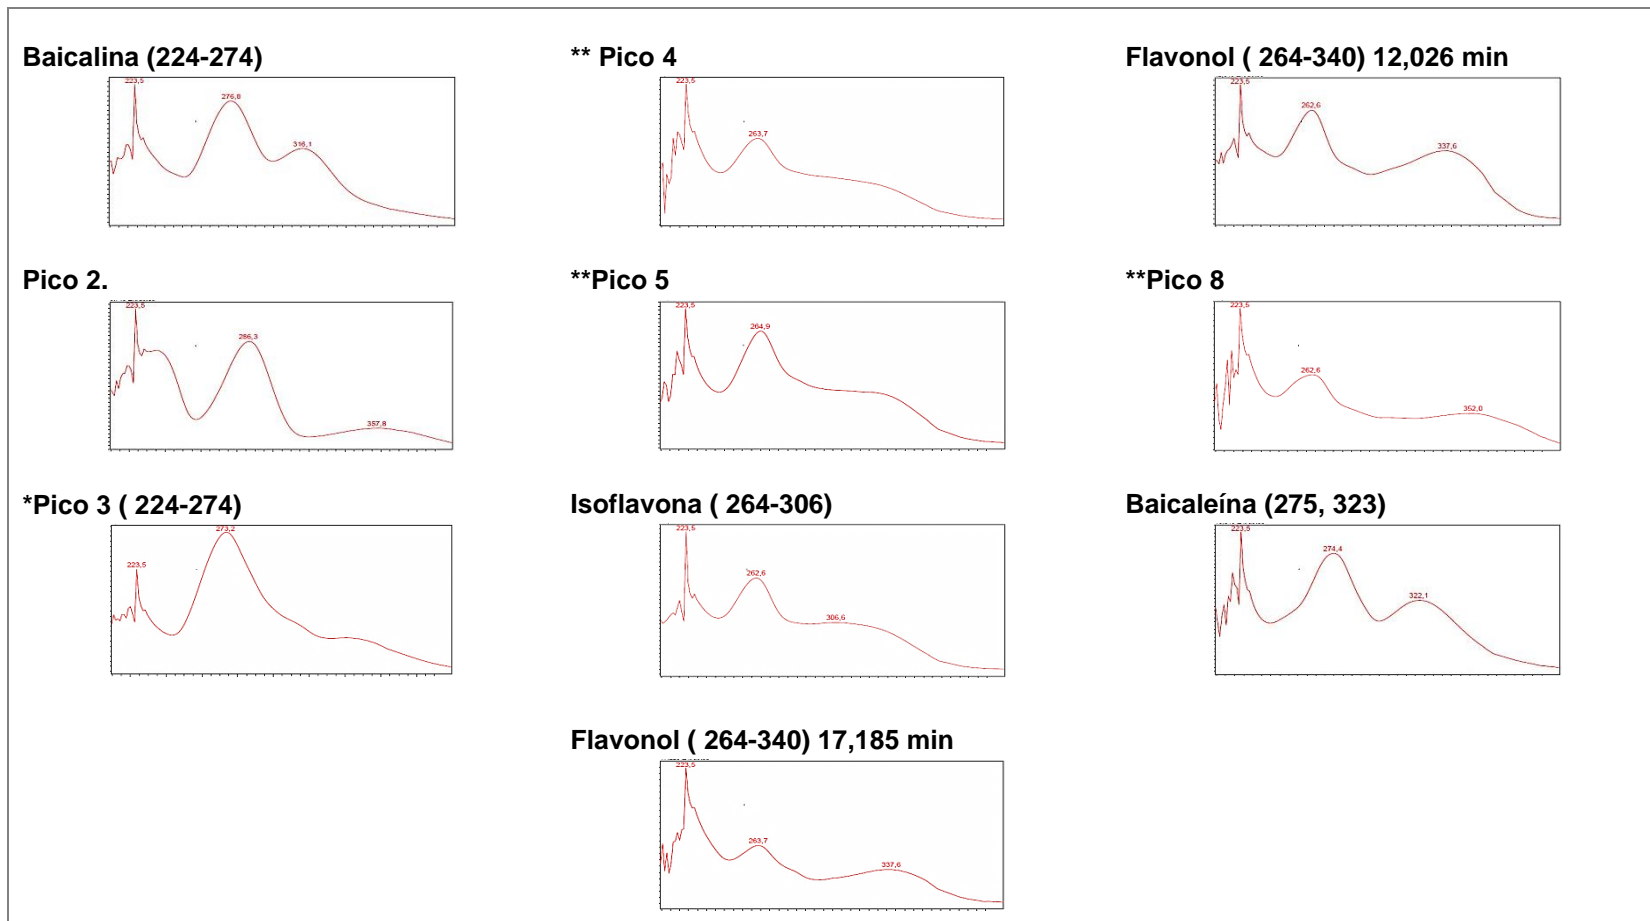 Baicalina (224-274)
223,5
276,8
316,1
** Pico 4
223,5
263,7
Flavonol ( 264-340) 12,026 min
223,5
262,6
337,6
Pico 2.
223,5
286,3
357,8
**Pico 5
223,5
264,9
**Pico 8
223,5
262,6
352,0
*Pico 3 ( 224-274)
223,5
273,2
Isoflavona ( 264-306)
223,5
262,6
306,6
Baicaleína (275, 323)
223,5
274,4
322,1
Flavonol ( 264-340) 17,185 min
223,5
263,7
337,6